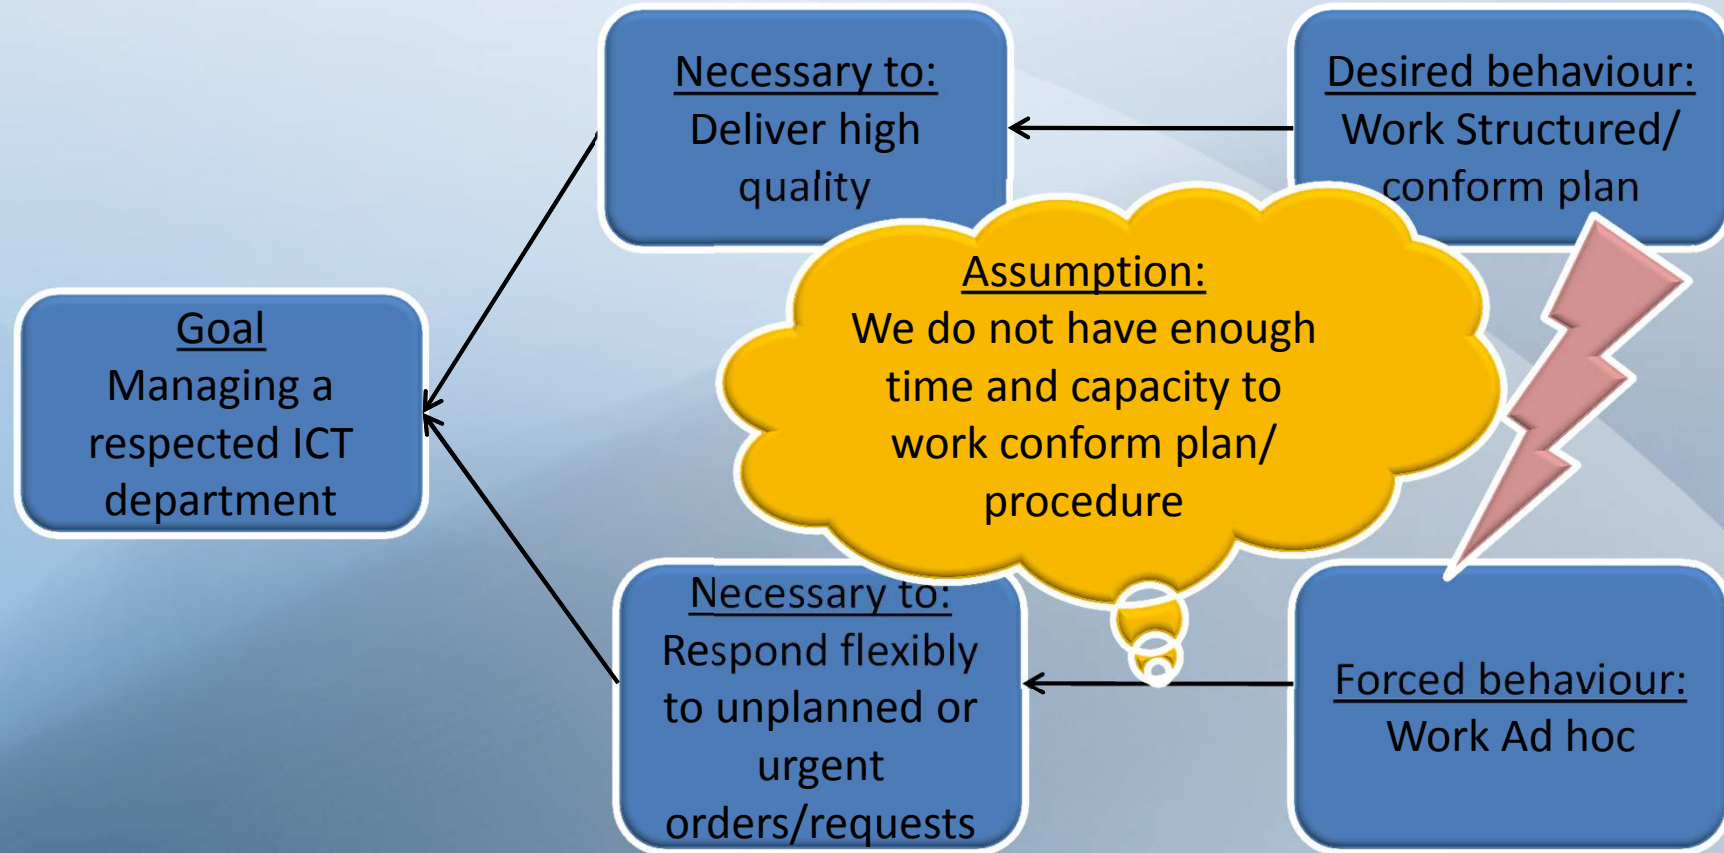 Necessary to:
Deliver high
quality
Desired behaviour:
Work Structured/
conform plan
Assumption:
We do not have enough
time and capacity to
work conform plan/
procedure
Goal
Managing a
respected ICT
department
Necessary to:
Respond flexibly
to unplanned or
urgent
orders/requests
Forced behaviour:
Work Ad hoc